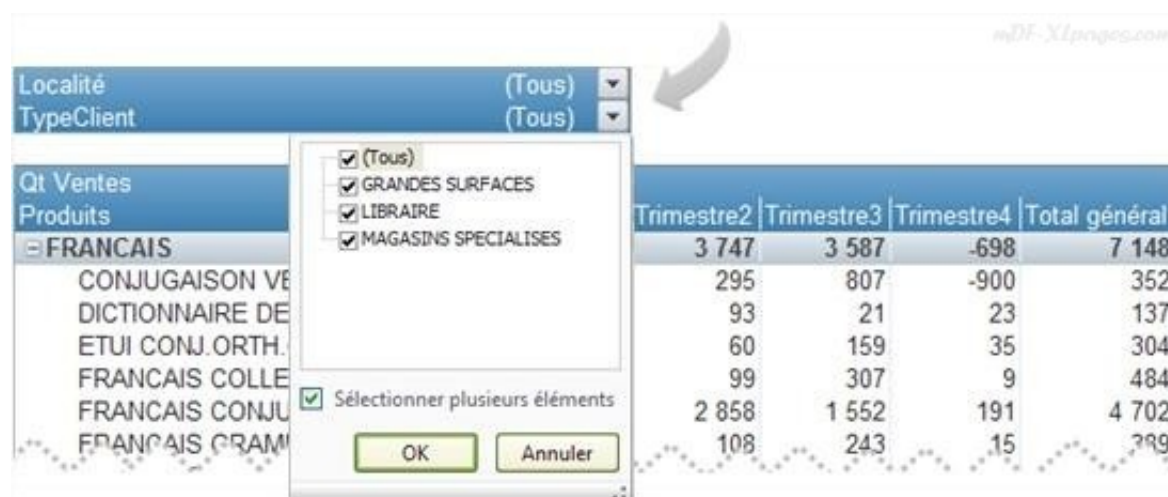 mDF-XLpages.com
Localité (Tous)
TypeClient (Tous)
(Tous)
GRANDES SURFACES
LIBRAIRE
MAGASINS SPECIALISES
Sélectionner plusieurs éléments
OK Annuler
Qt Ventes
Produits Trimestre2 Trimestre3 Trimestre4 Total général
FRANCAIS 3 747 3 587 -698 7 148
CONJUGAISON VE 295 807 -900 352
DICTIONNAIRE DE 93 21 23 137
ETUI CONJ.ORTH. 60 159 35 304
FRANCAIS COLLE 99 307 9 484
FRANCAIS CONJU 2 858 1 552 191 4 702
FRANCAIS GRAM 108 243 15 389